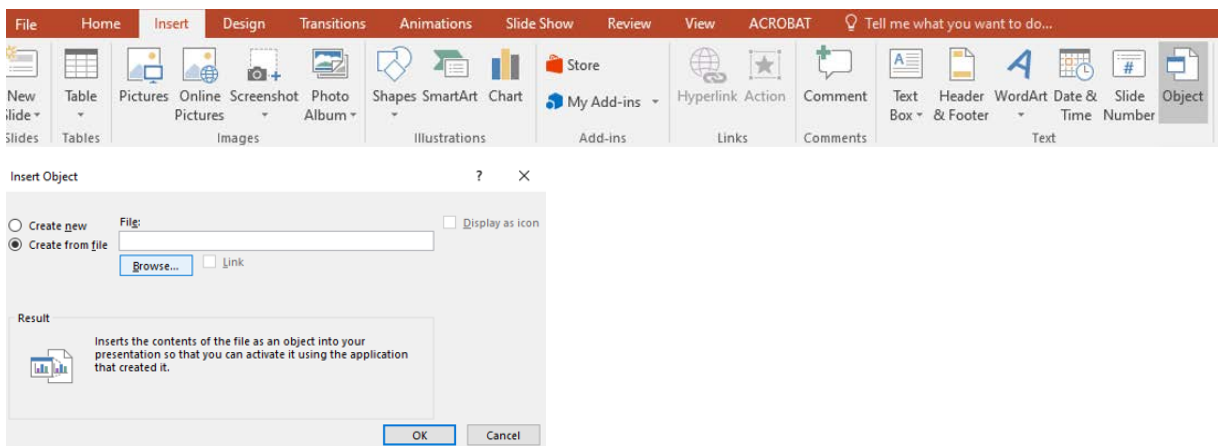 File Home Insert Design Transitions Animations Slide Show Review View ACROBAT Tell me what you want to do...
New Table Pictures Online Screenshot Photo Shapes SmartArt Chart Store Hyperlink Action Comment Text Header WordArt Date & Slide Object
Slide Pictures Album My Add-ins Box & Footer Time Number
Slides Tables Images Illustrations Add-ins Links Comments Text
Insert Object ? X
Create new File: Display as icon
Create from file
Browse... Link
Result
Inserts the contents of the file as an object into your
presentation so that you can activate it using the application
that created it.
OK Cancel